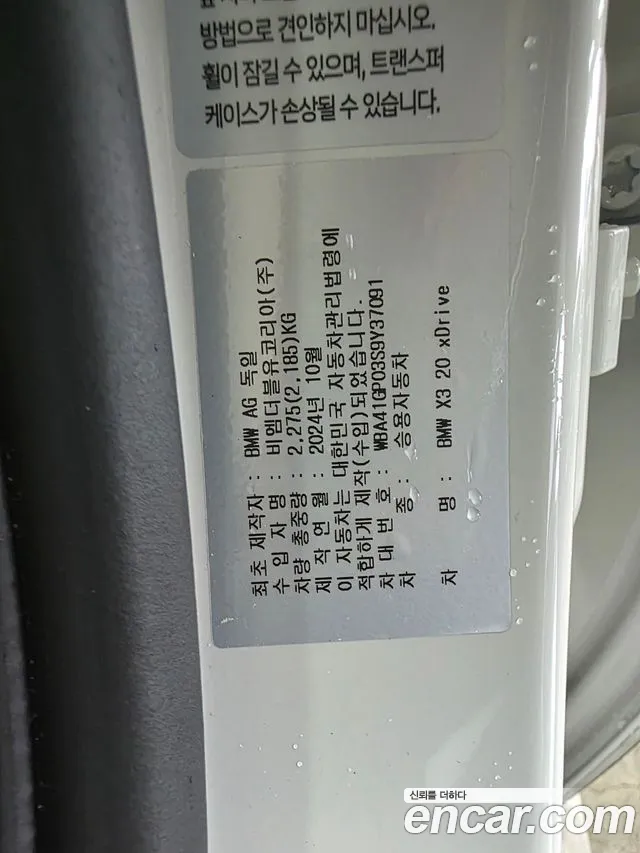 방법으로 견인하지 마십시오.
휠이 잠길 수 있으며, 트랜스퍼
케이스가 손상될 수 있습니다.
최초 제작자 : BMW AG 독일
수 입 자 명 : 비엠더블유코리아(주)
차량 총중량 : 2,275(2,185)KG
제 작 연 월 : 2024년 10월
이 자동차는 대한민국 자동차관리법령에
적합하게 제작(수입)되었습니다.
차 대 번 호 : WBA41GP03S9Y37091
차 종 : 승용자동차
차 명 : BMW X3 20 xDrive
신뢰를 더하다
encar.com